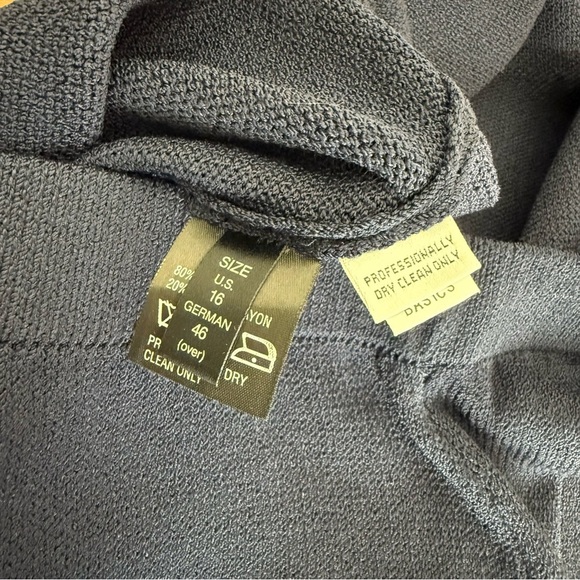 SIZE
U.S.
16
GERMAN
46
(over)
80%
20%
AYON
PR
CLEAN ONLY
DRY
PROFESSIONALLY
DRY CLEAN ONLY
BASICS